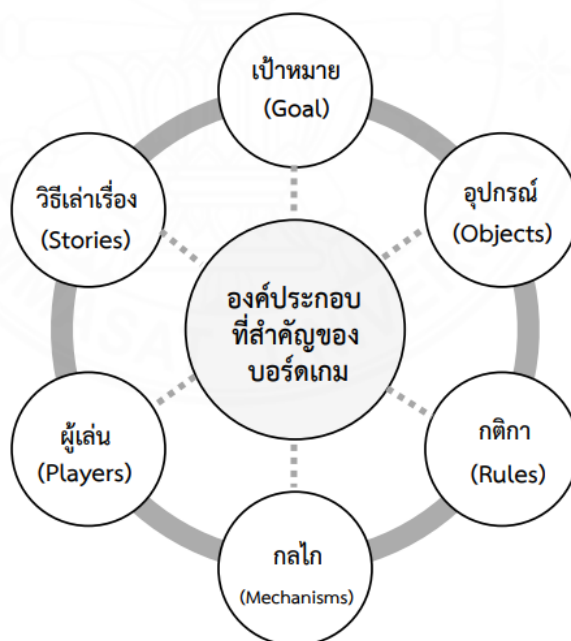 เป้าหมาย
(Goal)
วิธีเล่าเรื่อง
(Stories)
อุปกรณ์
(Objects)
องค์ประกอบ
ที่สำคัญของ
บอร์ดเกม
ผู้เล่น
(Players)
กติกา
(Rules)
กลไก
(Mechanisms)